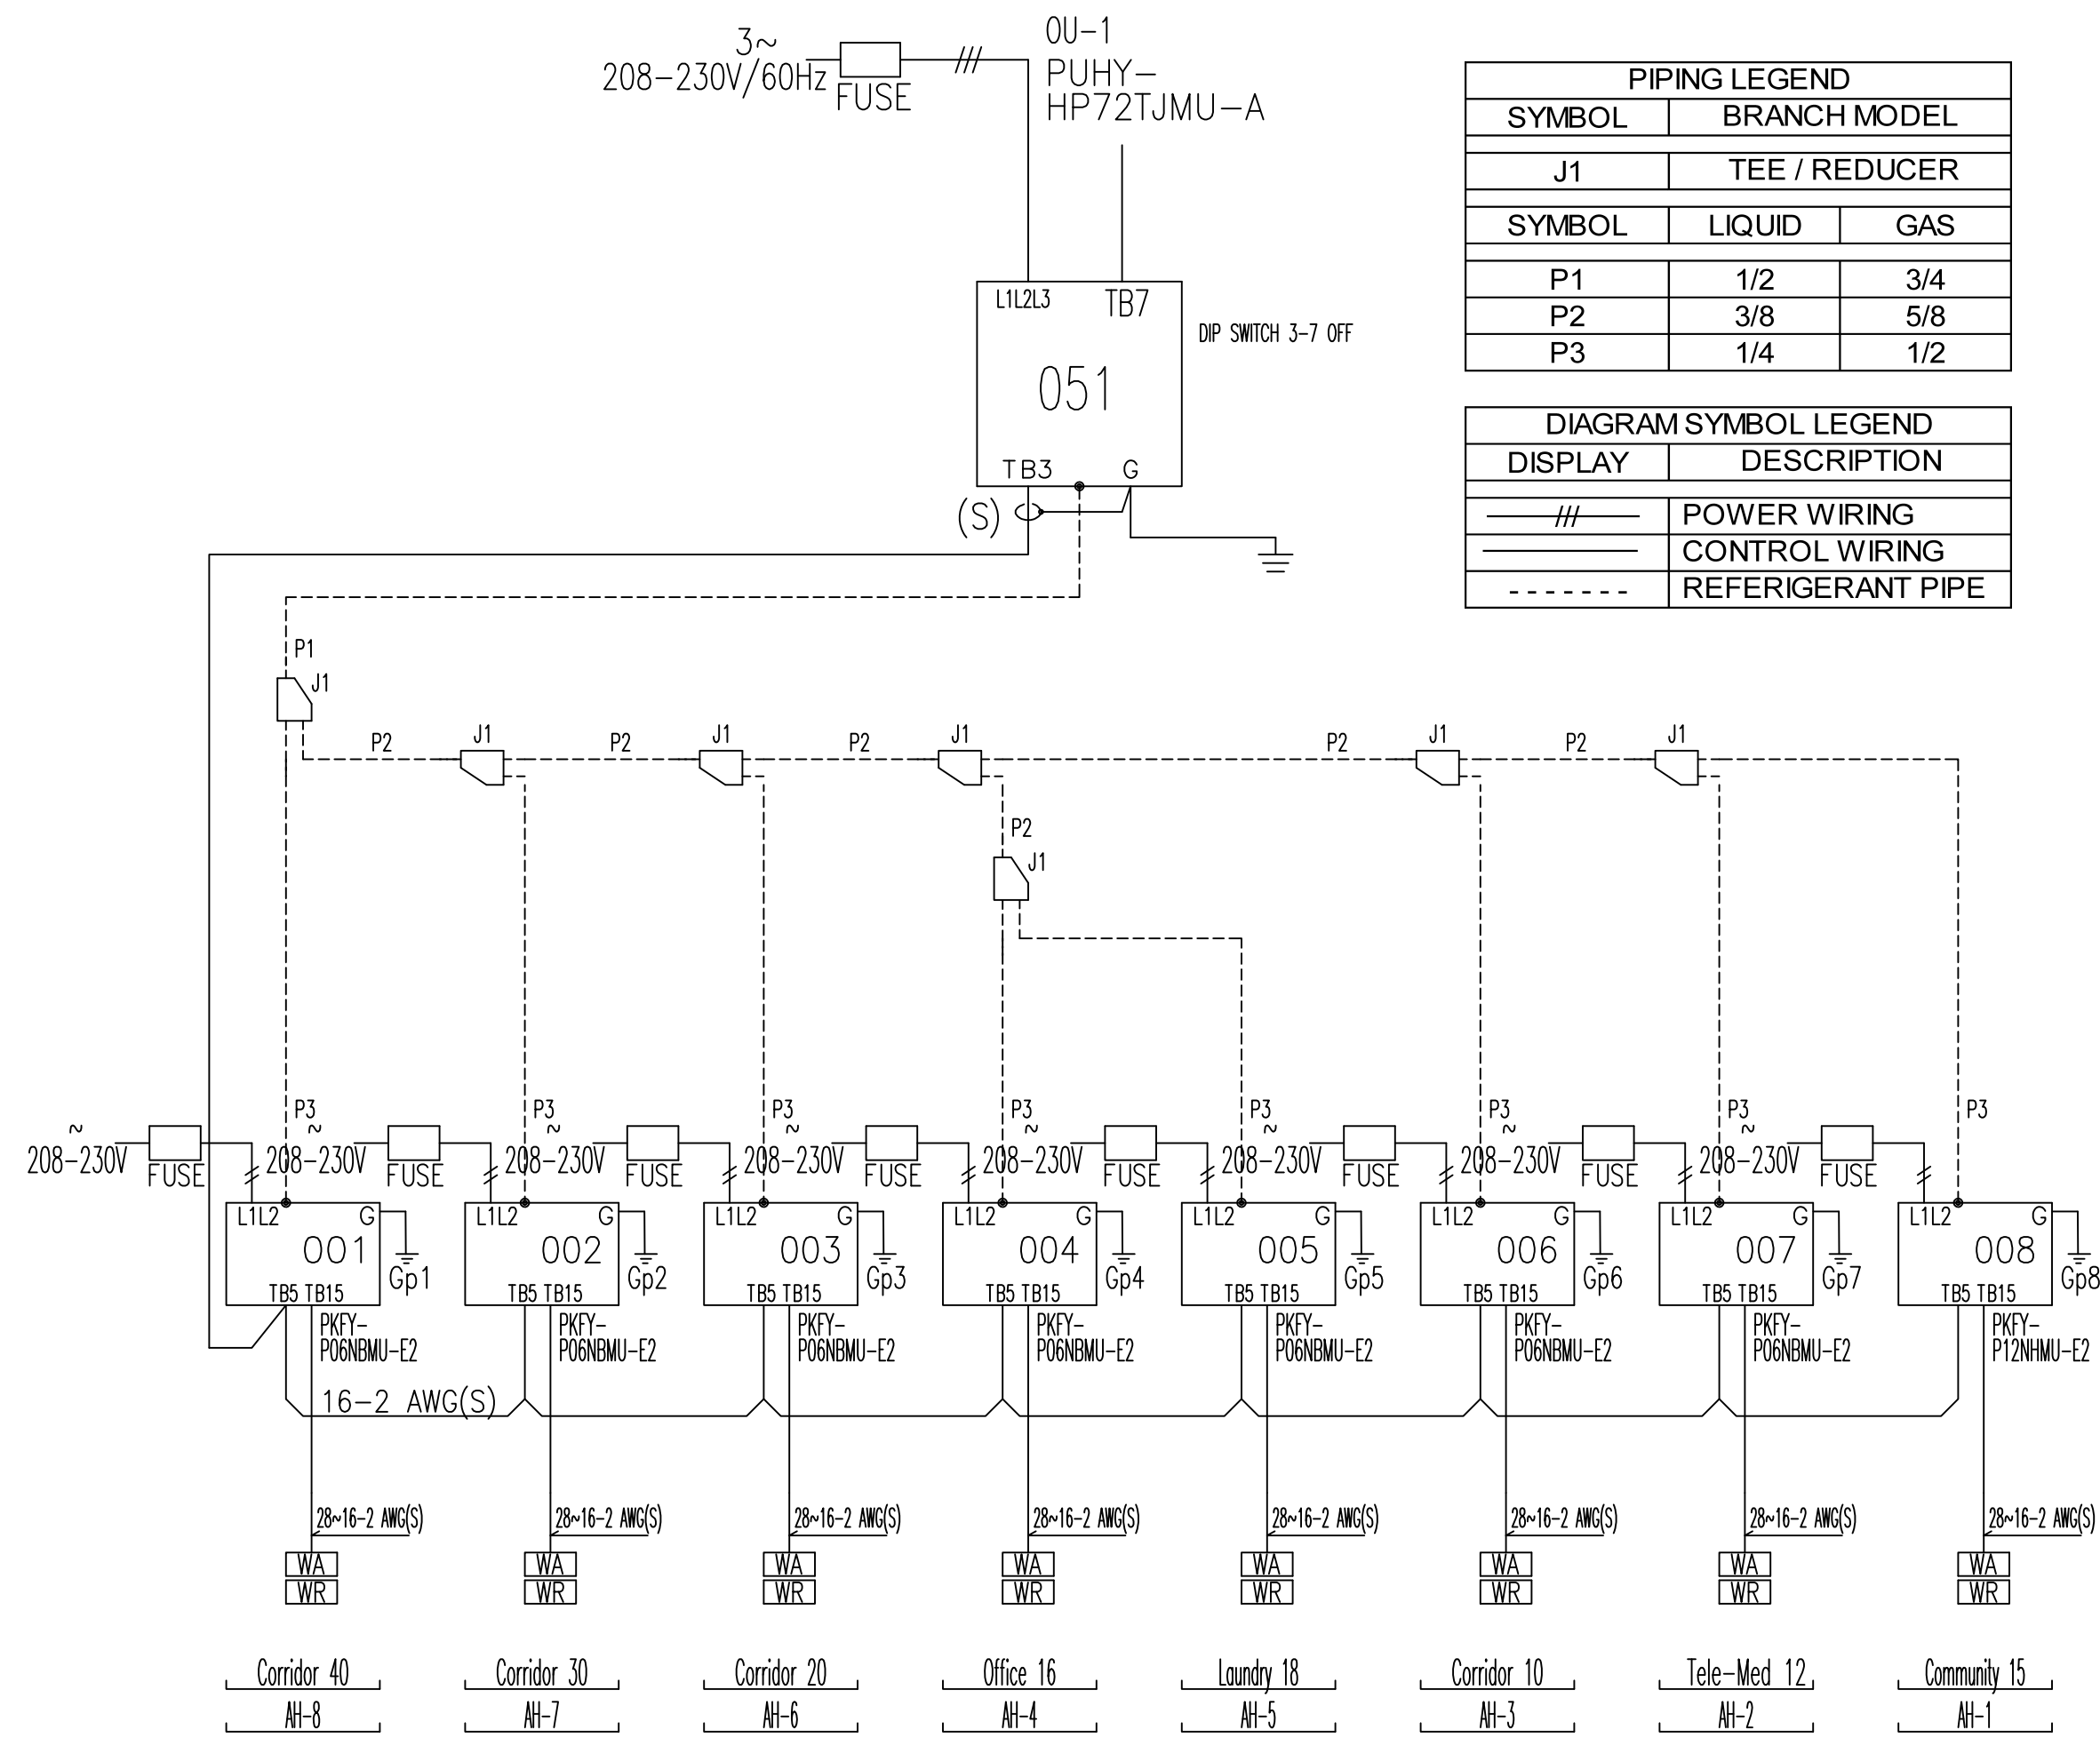 3~
208-230V/60Hz
FUSE
OU-1
PUHY-
HP72TJMU-A
L1L2L3 TB7
051
TB3 G
DIP SWITCH 3-7 OFF
(S)
PIPING LEGEND
SYMBOL BRANCH MODEL
J1 TEE / REDUCER
SYMBOL LIQUID GAS
P1 1/2 3/4
P2 3/8 5/8
P3 1/4 1/2
DIAGRAM SYMBOL LEGEND
DISPLAY DESCRIPTION
POWER WIRING
CONTROL WIRING
REFERIGERANT PIPE
P1
J1
P2 J1 P2 J1 P2 J1 P2 J1 P2 J1
P2
J1
P3 P3 P3 P3 P3 P3 P3 P3
~ ~ ~ ~ ~ ~ ~ ~
208-230V 208-230V 208-230V 208-230V 208-230V 208-230V 208-230V 208-230V
FUSE FUSE FUSE FUSE FUSE FUSE FUSE FUSE
L1L2 G L1L2 G L1L2 G L1L2 G L1L2 G L1L2 G L1L2 G L1L2 G
001 002 003 004 005 006 007 008
Gp1 Gp2 Gp3 Gp4 Gp5 Gp6 Gp7 Gp8
TB5 TB15 TB5 TB15 TB5 TB15 TB5 TB15 TB5 TB15 TB5 TB15 TB5 TB15 TB5 TB15
PKFY- PKFY- PKFY- PKFY- PKFY- PKFY- PKFY- PKFY-
P06NBMU-E2 P06NBMU-E2 P06NBMU-E2 P06NBMU-E2 P06NBMU-E2 P06NBMU-E2 P06NBMU-E2 P12NHMU-E2
16-2 AWG(S)
28~16-2 AWG(S) 28~16-2 AWG(S) 28~16-2 AWG(S) 28~16-2 AWG(S) 28~16-2 AWG(S) 28~16-2 AWG(S) 28~16-2 AWG(S) 28~16-2 AWG(S)
WA WA WA WA WA WA WA WA
WR WR WR WR WR WR WR WR
Corridor 40 Corridor 30 Corridor 20 Office 16 Laundry 18 Corridor 10 Tele-Med 12 Community 15
AH-8 AH-7 AH-6 AH-4 AH-5 AH-3 AH-2 AH-1